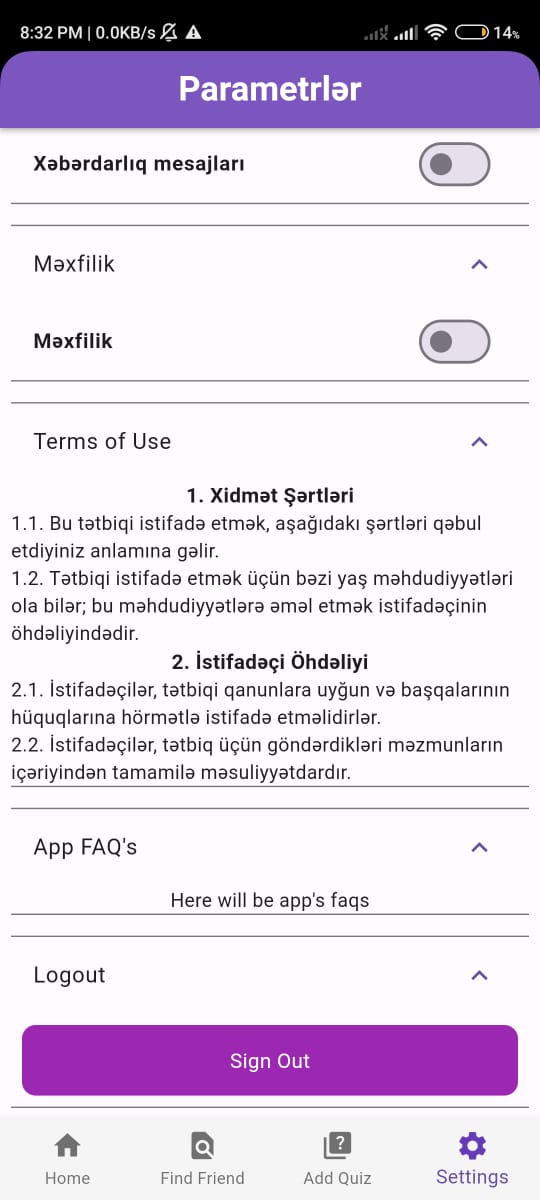 8:32 PM | 0.0KB/s
14%
Parametrlər
Xəbərdarlıq mesajları
Məxfilik
Məxfilik
Terms of Use
1. Xidmət Şərtləri
1.1. Bu tətbiqi istifadə etmək, aşağıdakı şərtləri qəbul
etdiyiniz anlamına gəlir.
1.2. Tətbiqi istifadə etmək üçün bəzi yaş məhdudiyyətləri
ola bilər; bu məhdudiyyətlərə əməl etmək istifadəçinin
öhdəliyindədir.
2. İstifadəçi Öhdəliyi
2.1. İstifadəçilər, tətbiqi qanunlara uyğun və başqalarının
hüquqlarına hörmətlə istifadə etməlidirlər.
2.2. İstifadəçilər, tətbiq üçün göndərdikləri məzmunların
içəriyindən tamamilə məsuliyyətdardır.
App FAQ's
Here will be app's faqs
Logout
Sign Out
Home
Find Friend
Add Quiz
Settings